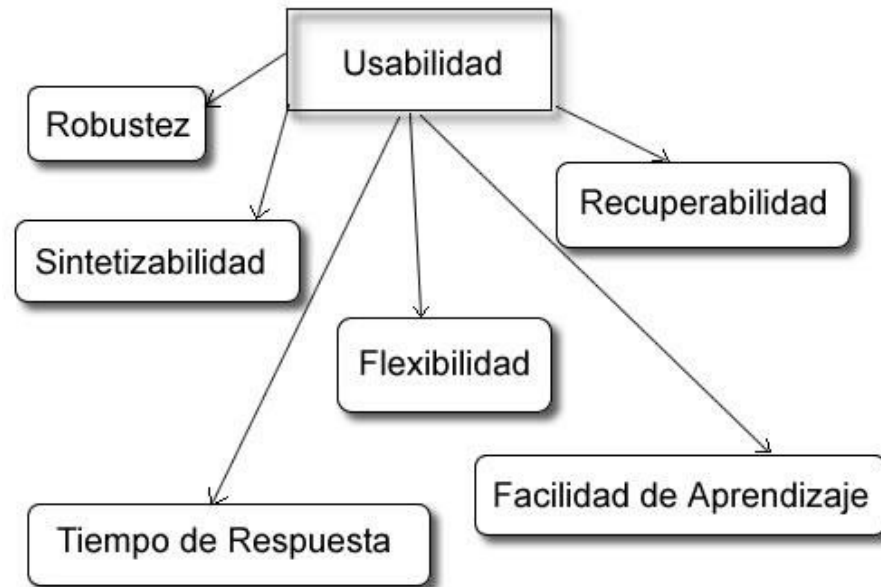 Usabilidad
Robustez
Recuperabilidad
Sintetizabilidad
Flexibilidad
Facilidad de Aprendizaje
Tiempo de Respuesta